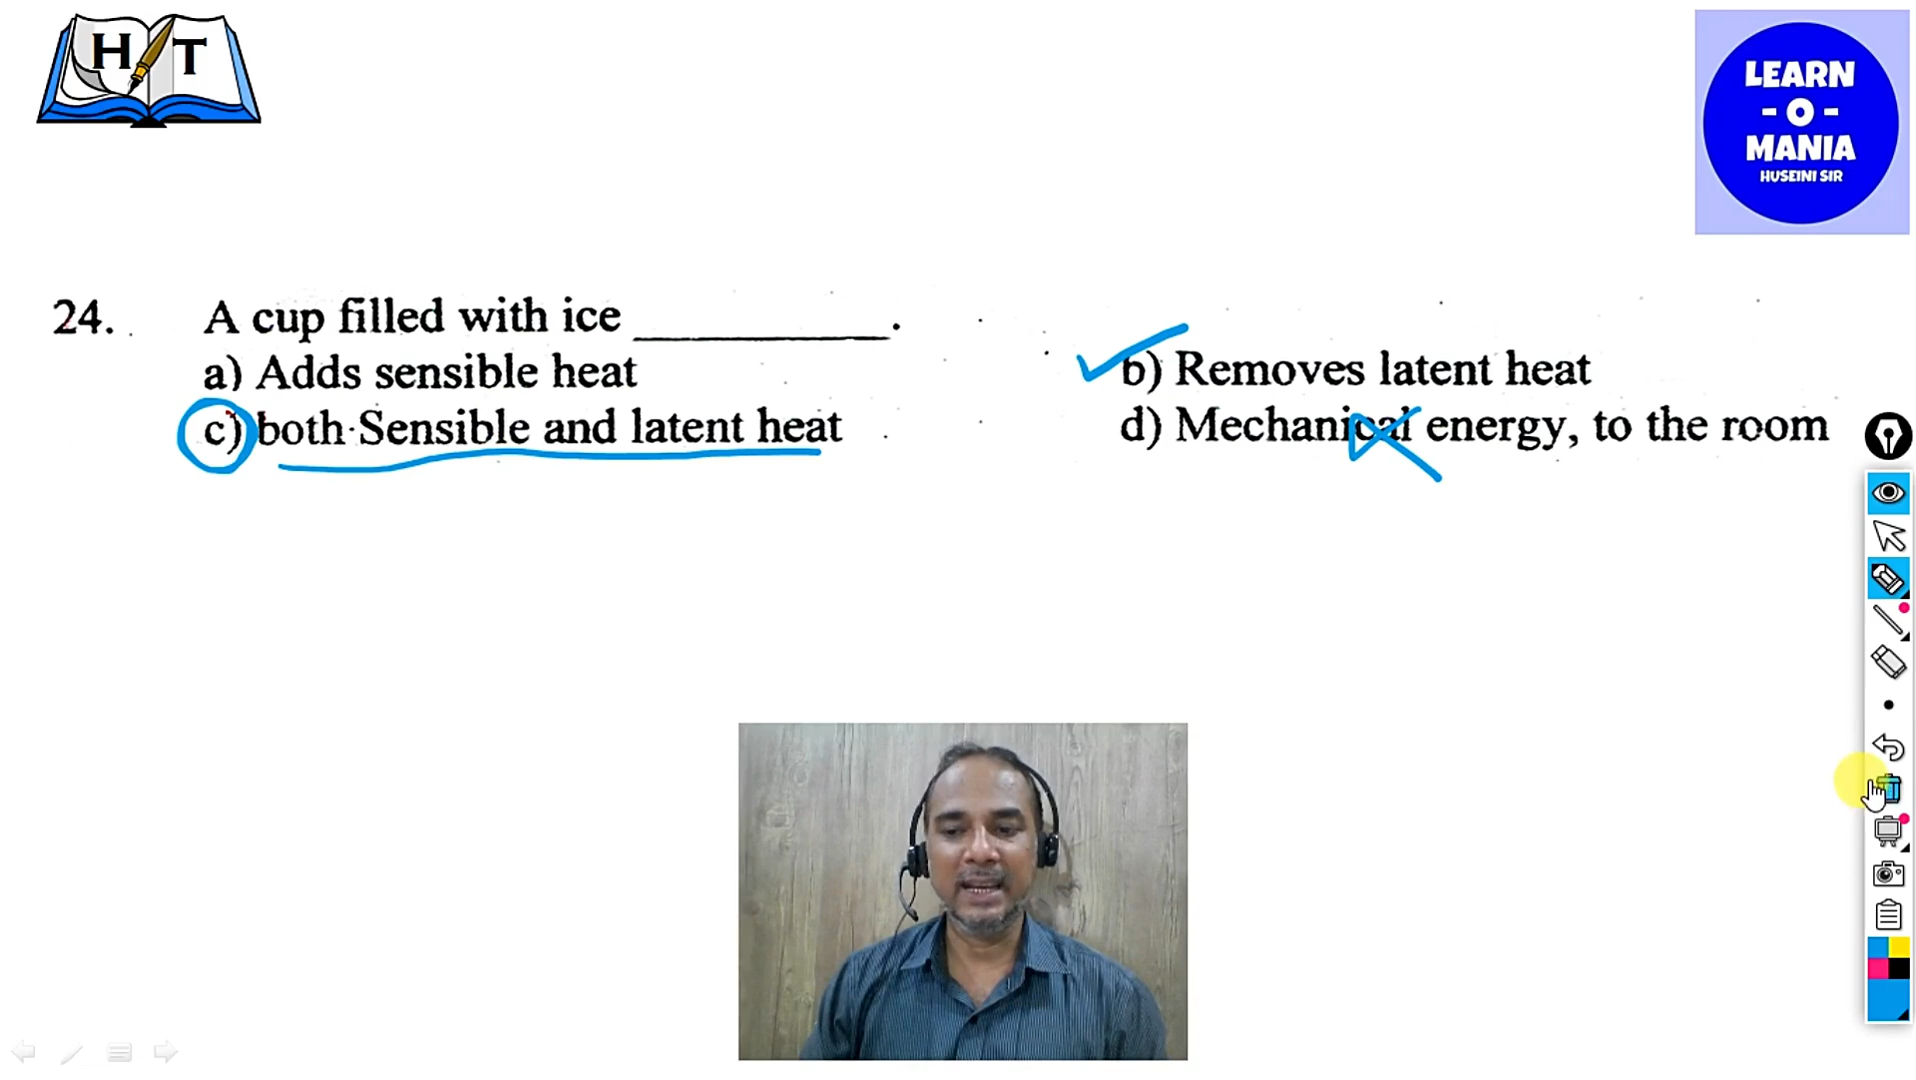 H T
LEARN
- O -
MANIA
HUSEINI SIR
24. A cup filled with ice __________.
a) Adds sensible heat
b) Removes latent heat
c) both Sensible and latent heat
d) Mechanical energy, to the room